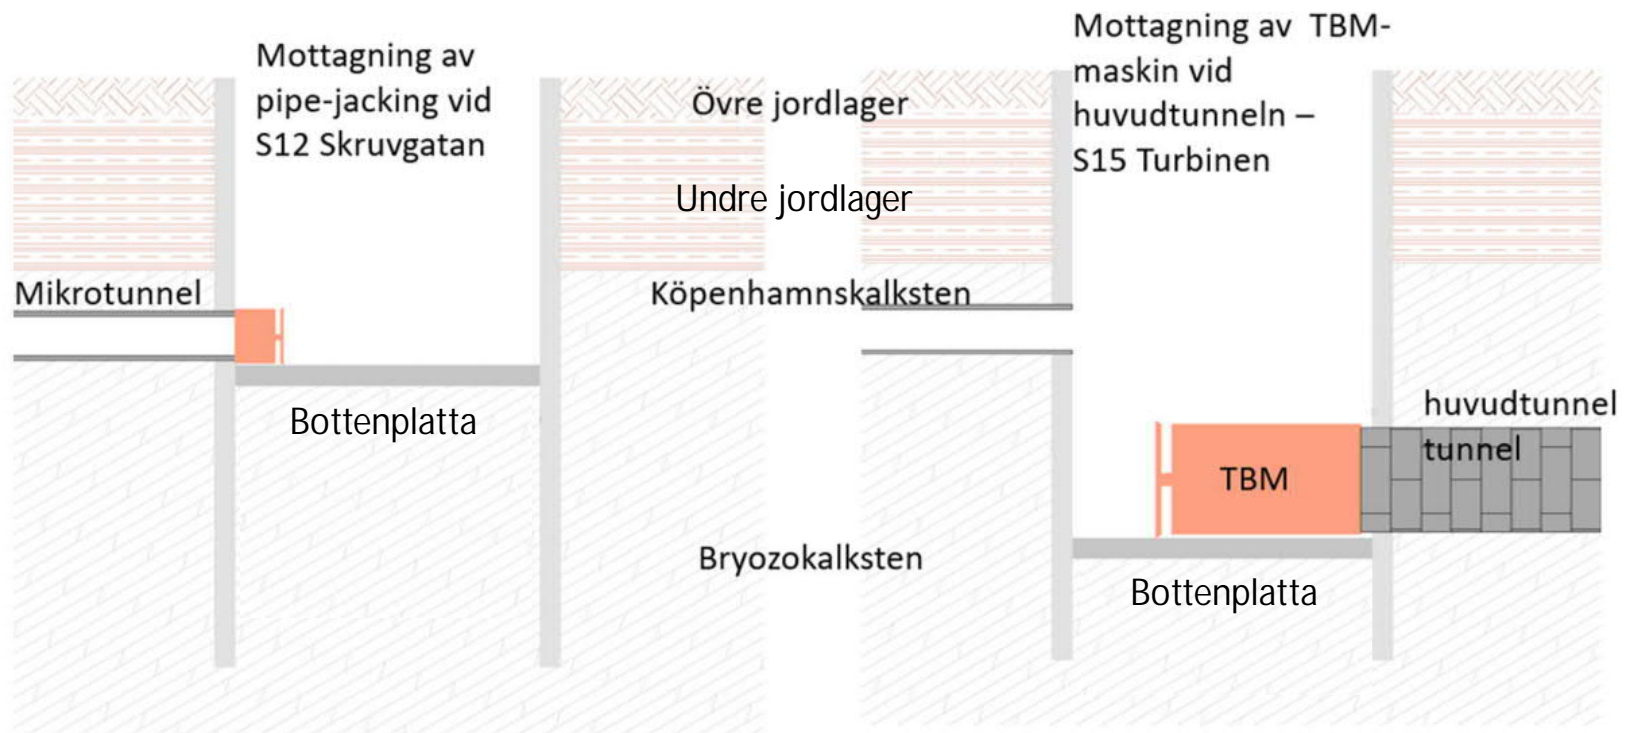 Mottagning av
pipe-jacking vid
S12 Skruvgatan
Mottagning av TBM-
maskin vid
huvudtunneln –
S15 Turbinen
Övre jordlager
Undre jordlager
Mikrotunnel
Köpenhamnskalksten
Bottenplatta
huvudtunnel
tunnel
TBM
Bryozokalksten
Bottenplatta